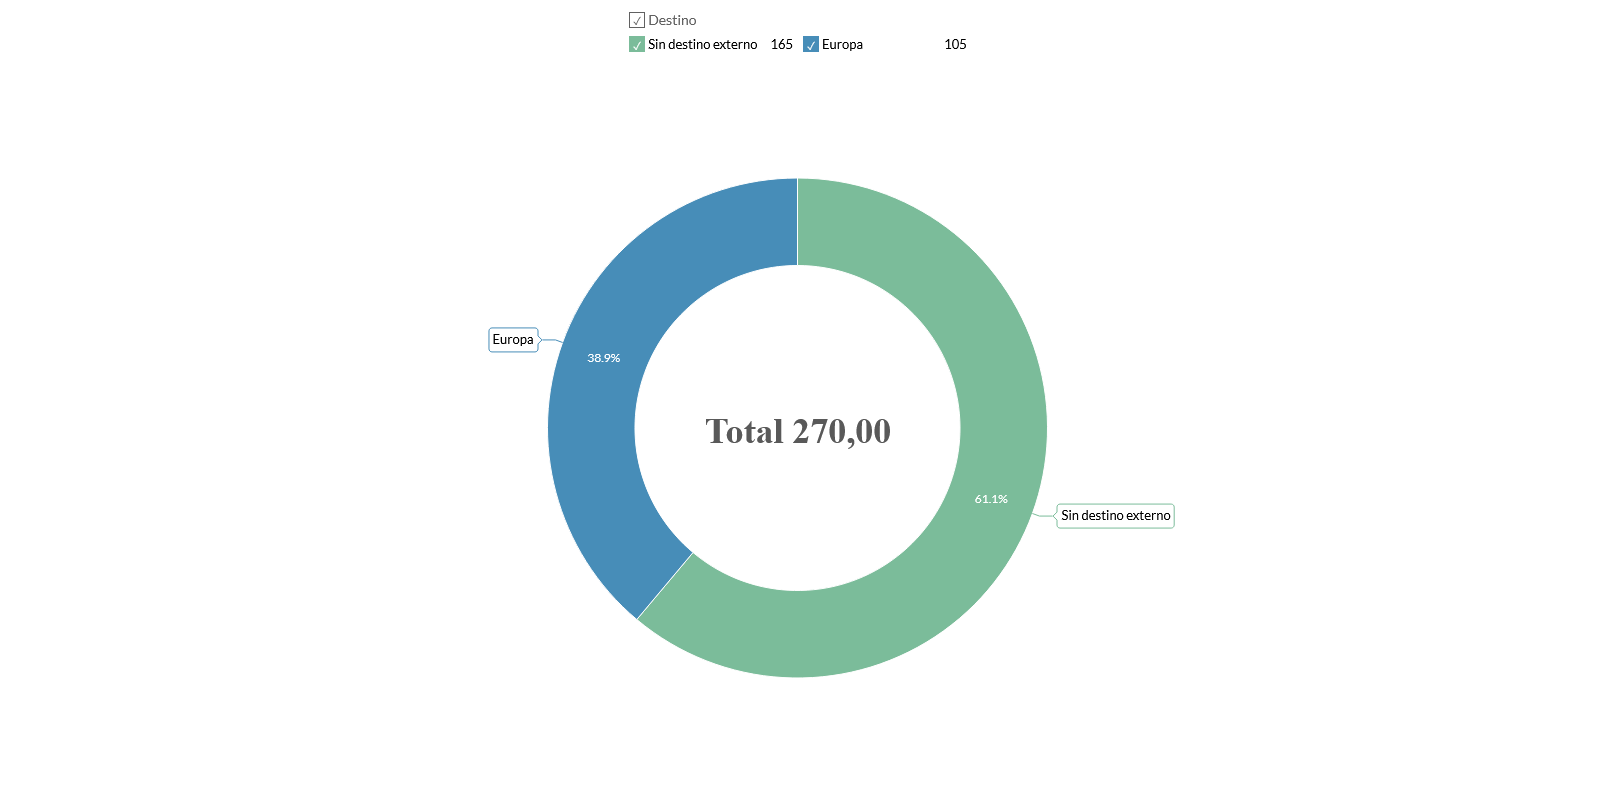 Destino
Sin destino externo 165 Europa 105
Europa
38.9%
Total 270,00
61.1%
Sin destino externo